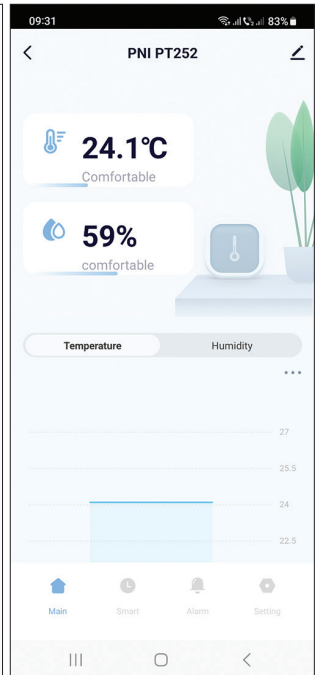 09:31 83%
PNI PT252
24.1°C
Comfortable
59%
comfortable
Temperature Humidity
27
25.5
24
22.5
Main Smart Alarm Setting